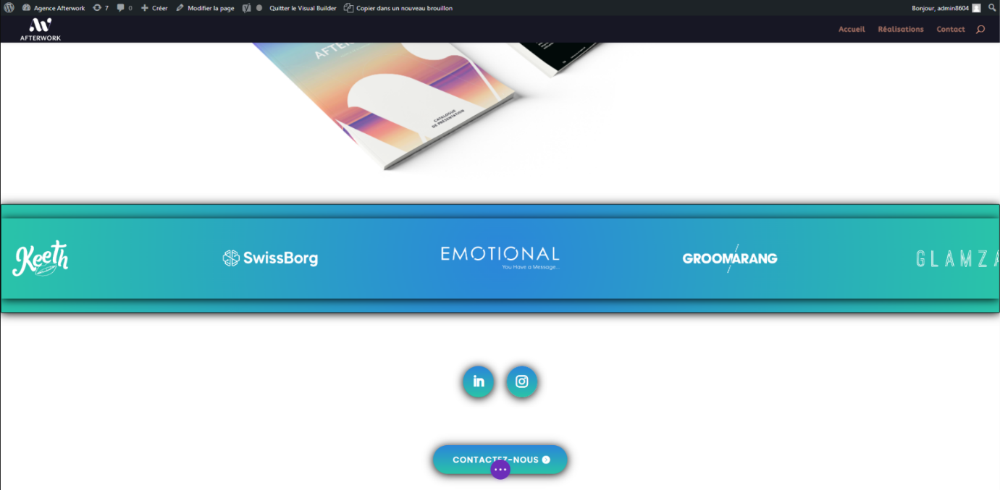 Agence Afterwork 7 0 Créer Modifier la page Quitter le Visual Builder Copier dans un nouveau brouillon Bonjour, admin8604
AFTERWORK
Accueil Réalisations Contact
CATALOGUE
DE PRÉSENTATION
Keeth SwissBorg EMOTIONAL GROOMARANG
You Have a Message...
GLAMZA
in
CONTACTEZ-NOUS